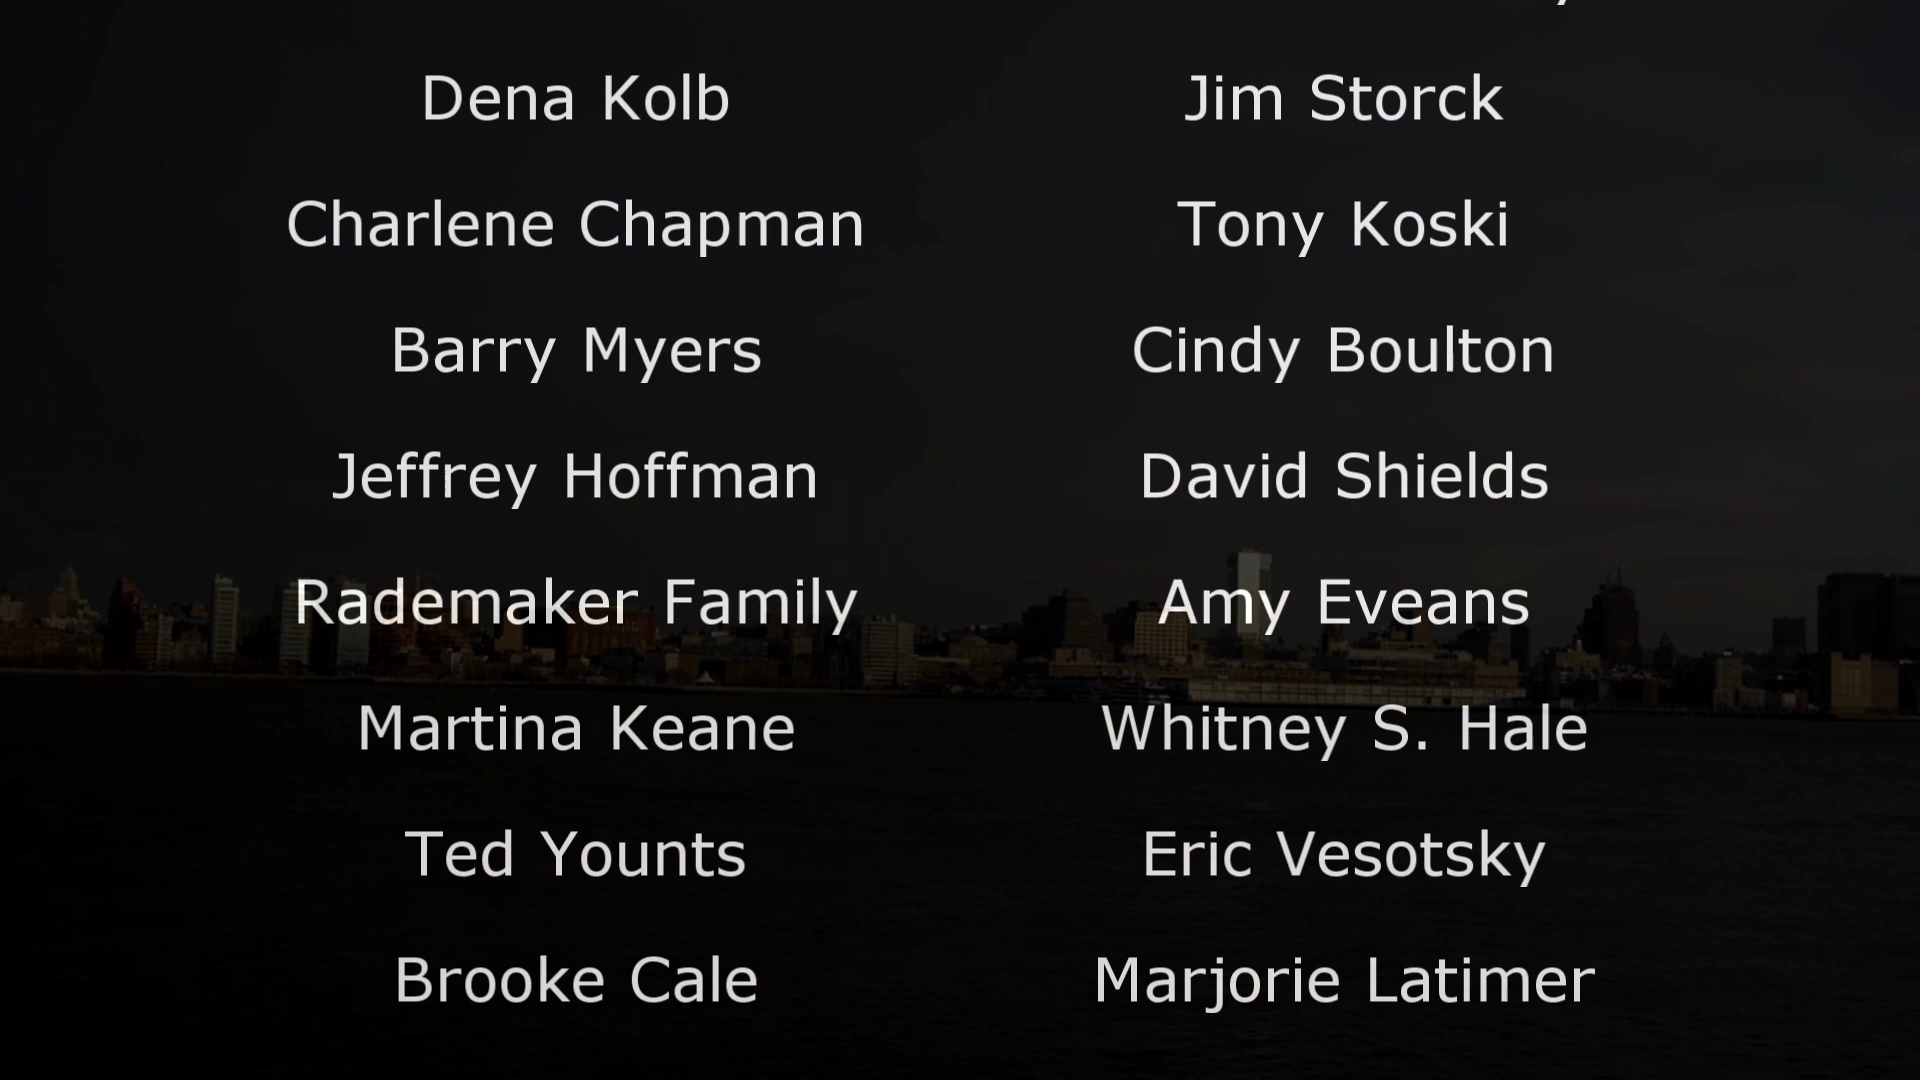 Dena Kolb
Jim Storck
Charlene Chapman
Tony Koski
Barry Myers
Cindy Boulton
Jeffrey Hoffman
David Shields
Rademaker Family
Amy Eveans
Martina Keane
Whitney S. Hale
Ted Younts
Eric Vesotsky
Brooke Cale
Marjorie Latimer